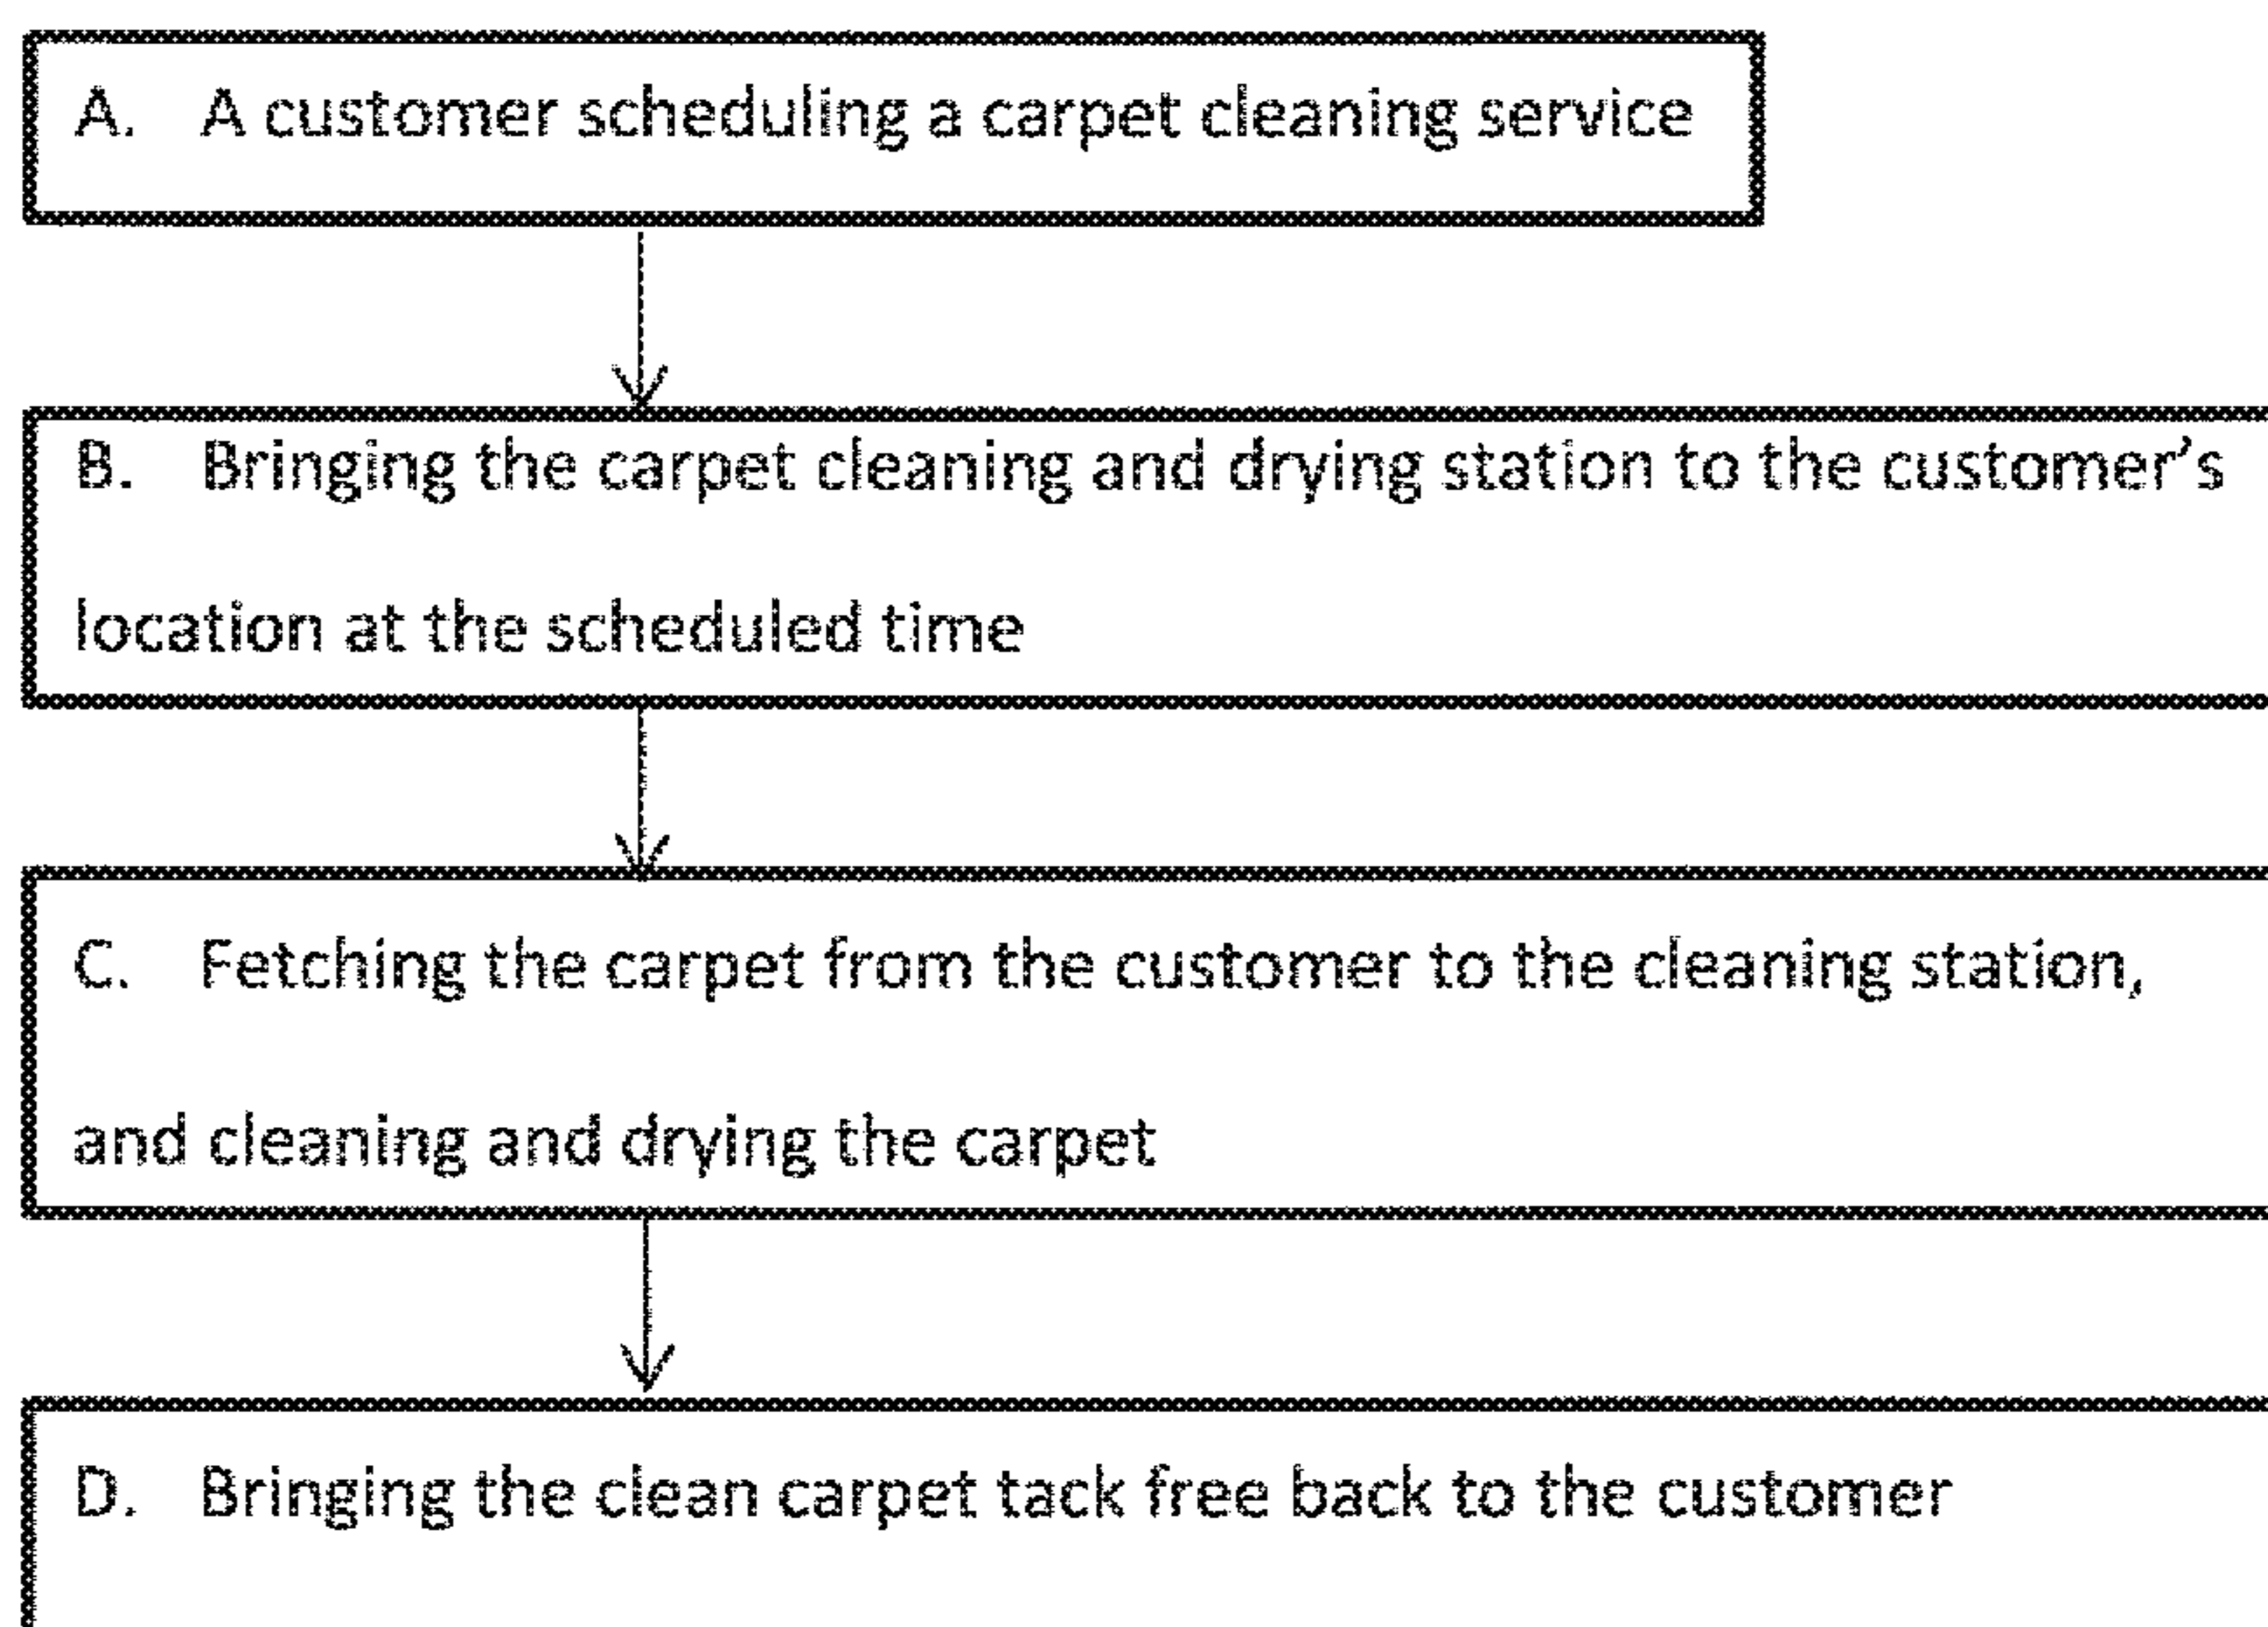 A. A customer scheduling a carpet cleaning service
B. Bringing the carpet cleaning and drying station to the customer's
location at the scheduled time
C. Fetching the carpet from the customer to the cleaning station,
and cleaning and drying the carpet
D. Bringing the clean carpet tack free back to the customer